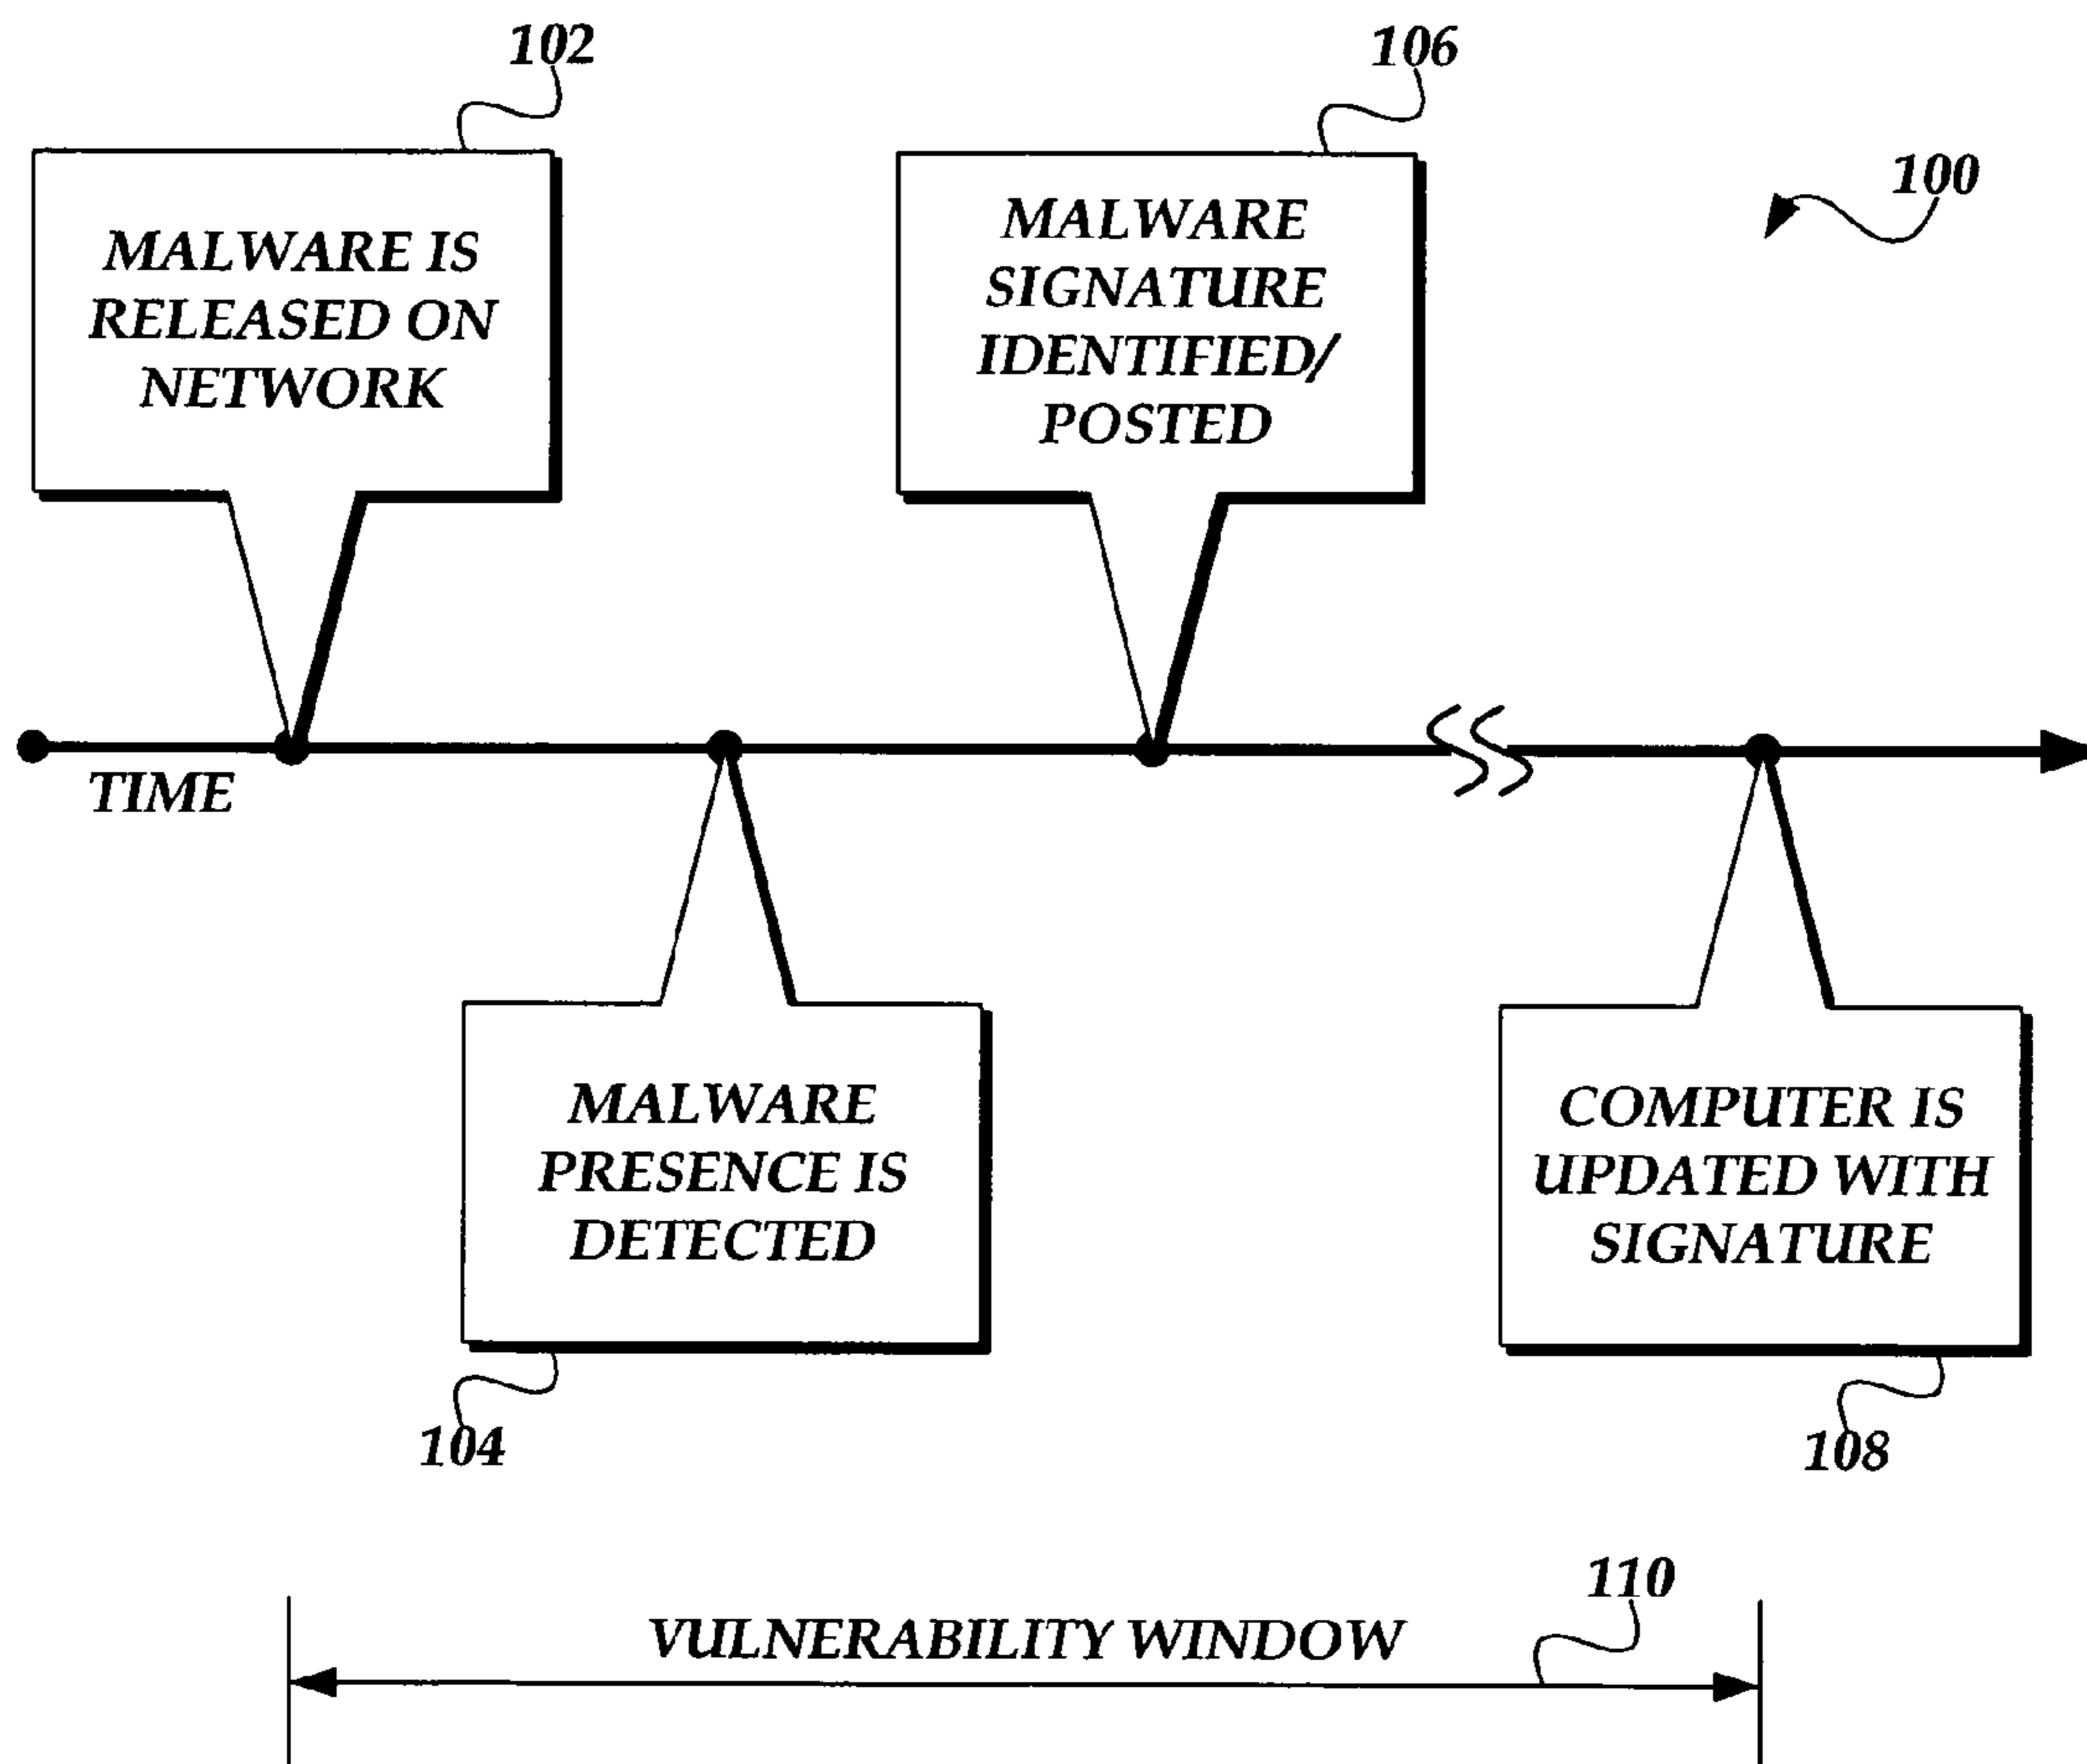 102
106
100
MALWARE IS
RELEASED ON
NETWORK
MALWARE
SIGNATURE
IDENTIFIED/
POSTED
TIME
MALWARE
PRESENCE IS
DETECTED
COMPUTER IS
UPDATED WITH
SIGNATURE
104
108
110
VULNERABILITY WINDOW